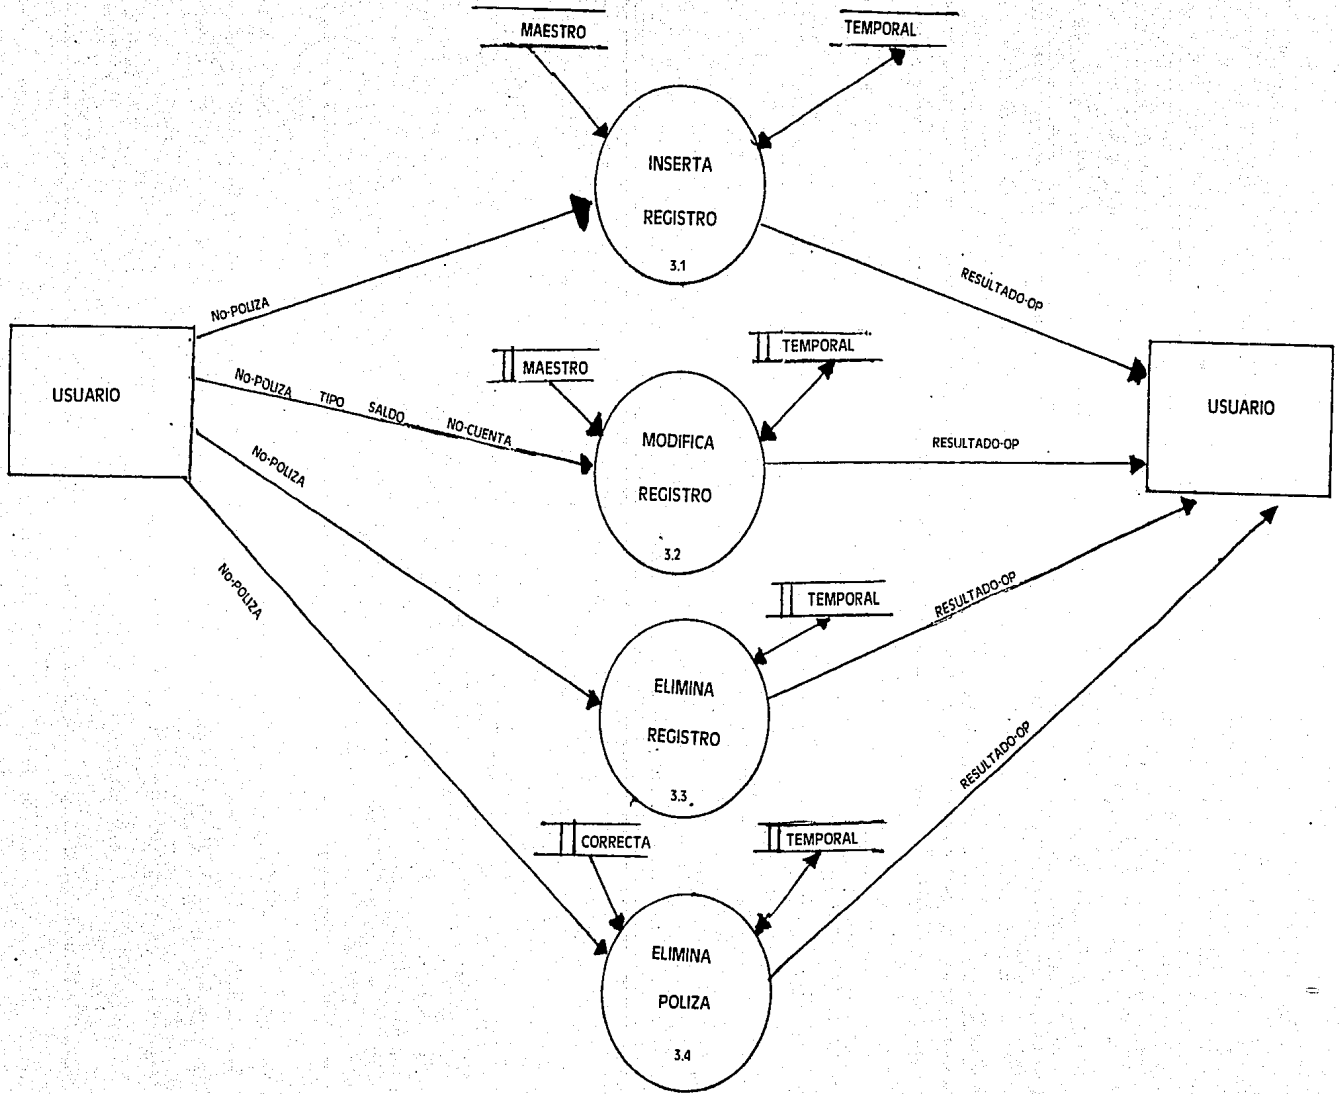 MAESTRO
TEMPORAL
INSERTA
REGISTRO
3.1
No-POLIZA
RESULTADO-OP
USUARIO
No-POLIZA TIPO SALDO NO-CUENTA
MAESTRO
TEMPORAL
MODIFICA
REGISTRO
3.2
RESULTADO-OP
USUARIO
No-POLIZA
TEMPORAL
ELIMINA
REGISTRO
3.3
RESULTADO-OP
No-POLIZA
CORRECTA
TEMPORAL
ELIMINA
POLIZA
3.4
RESULTADO-OP